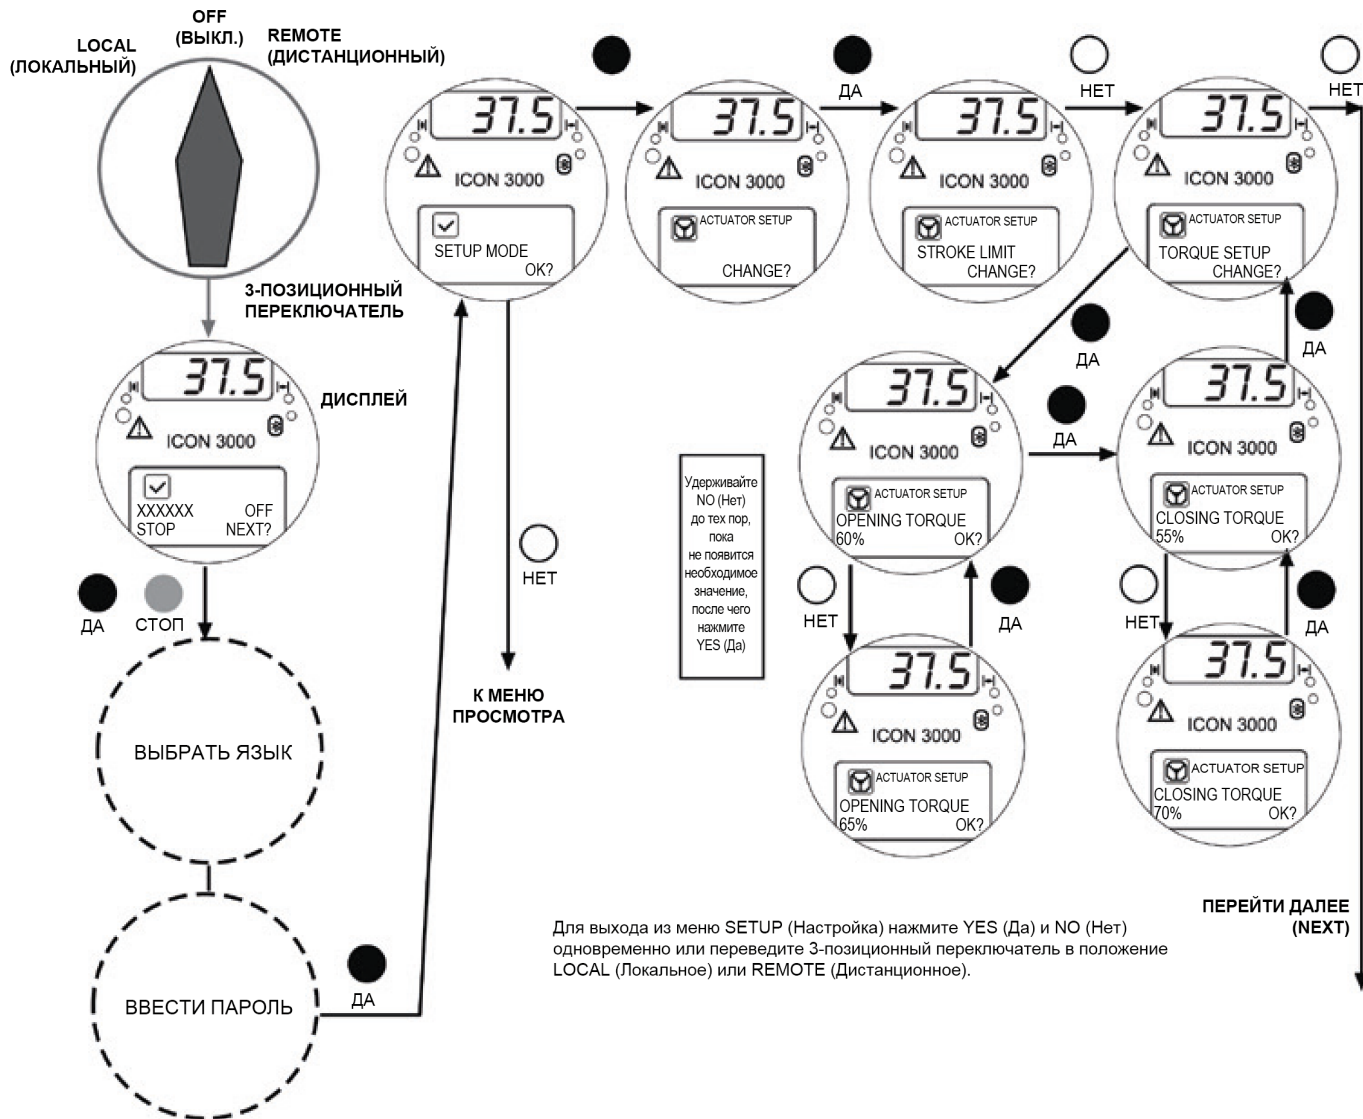 OFF
(ВЫКЛ.)
LOCAL
(ЛОКАЛЬНЫЙ)
REMOTE
(ДИСТАНЦИОННЫЙ)
3-ПОЗИЦИОННЫЙ
ПЕРЕКЛЮЧАТЕЛЬ
37.5
ДИСПЛЕЙ
ICON 3000
XXXXXX OFF
STOP NEXT?
ДА
СТОП
ВЫБРАТЬ ЯЗЫК
ВВЕСТИ ПАРОЛЬ
ДА
37.5
ICON 3000
SETUP MODE
OK?
НЕТ
К МЕНЮ
ПРОСМОТРА
37.5
ICON 3000
ACTUATOR SETUP
CHANGE?
ДА
37.5
ICON 3000
ACTUATOR SETUP
STROKE LIMIT
CHANGE?
НЕТ
37.5
ICON 3000
ACTUATOR SETUP
TORQUE SETUP
CHANGE?
НЕТ
ДА
ДА
37.5
ICON 3000
ACTUATOR SETUP
OPENING TORQUE
60% OK?
ДА
37.5
ICON 3000
ACTUATOR SETUP
CLOSING TORQUE
55% OK?
Удерживайте
NO (Нет)
до тех пор,
пока
не появится
необходимое
значение,
после чего
нажмите
YES (Да)
НЕТ
ДА
НЕТ
ДА
37.5
ICON 3000
ACTUATOR SETUP
OPENING TORQUE
65% OK?
37.5
ICON 3000
ACTUATOR SETUP
CLOSING TORQUE
70% OK?
ПЕРЕЙТИ ДАЛЕЕ
(NEXT)
Для выхода из меню SETUP (Настройка) нажмите YES (Да) и NO (Нет)
одновременно или переведите 3-позиционный переключатель в положение
LOCAL (Локальное) или REMOTE (Дистанционное).